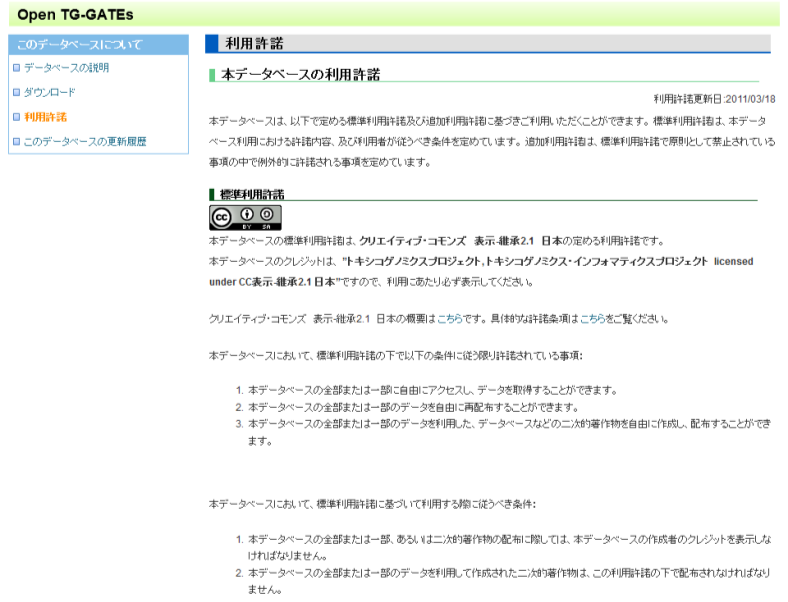 Open TG-GATEs
このデータベースについて
データベースの説明
ダウンロード
利用許諾
このデータベースの更新履歴
利用許諾
本データベースの利用許諾
利用許諾更新日:2011/03/18
本データベースは、以下で定める標準利用許諾及び追加利用許諾に基づきご利用いただくことができます。標準利用許諾は、本データ
ベース利用における許諾内容、及び利用者が従うべき条件を定めています。追加利用許諾は、標準利用許諾で原則として禁止されている
事項の中で例外的に許諾される事項を定めています。
標準利用許諾
cc BY SA
本データベースの標準利用許諾は、クリエイティブ・コモンズ 表示-継承2.1 日本の定める利用許諾です。
本データベースのクレジットは、"トキシコゲノミクスプロジェクト,トキシコゲノミクス・インフォマティクスプロジェクト licensed
under CC表示-継承2.1 日本"ですので、利用にあたり必ず表示してください。
クリエイティブ・コモンズ 表示-継承2.1 日本の概要はこちらです。具体的な許諾条項はこちらをご覧ください。
本データベースにおいて、標準利用許諾の下で以下の条件に従う限り許諾されている事項:
1. 本データベースの全部または一部に自由にアクセスし、データを取得することができます。
2. 本データベースの全部または一部のデータを自由に再配布することができます。
3. 本データベースの全部または一部のデータを利用した、データベースなどの二次的著作物を自由に作成し、配布することができ
ます。
本データベースにおいて、標準利用許諾に基づいて利用する際に従うべき条件:
1. 本データベースの全部または一部、あるいは二次的著作物の配布に際しては、本データベースの作成者のクレジットを表示しな
ければなりません。
2. 本データベースの全部または一部のデータを利用して作成された二次的著作物は、この利用許諾の下で配布されなければなり
ません。